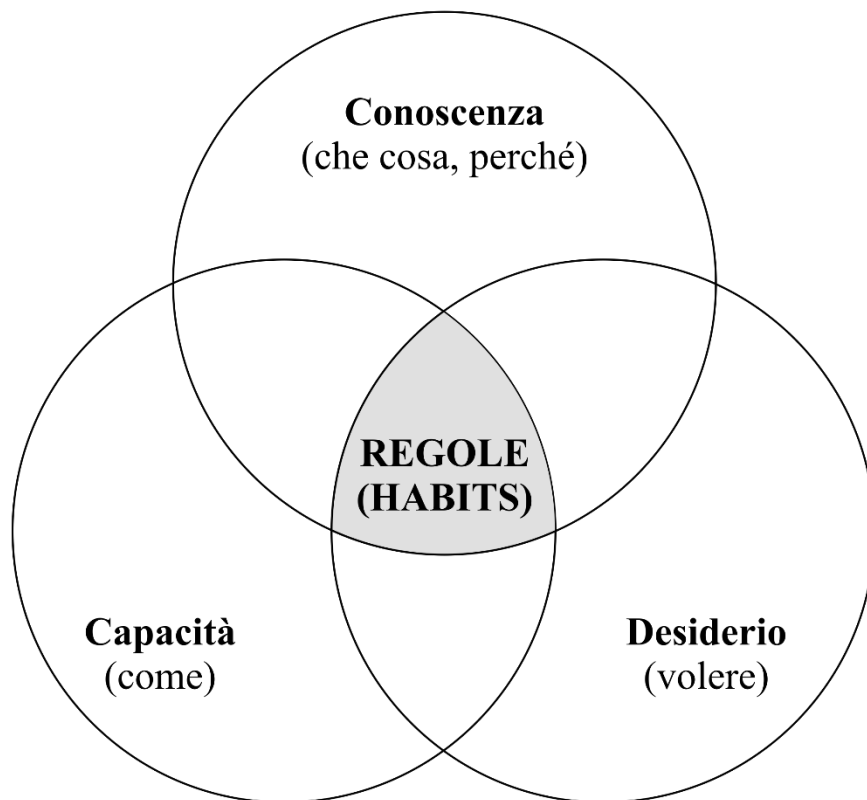 Conoscenza
(che cosa, perché)
REGOLE
(HABITS)
Capacità
(come)
Desiderio
(volere)